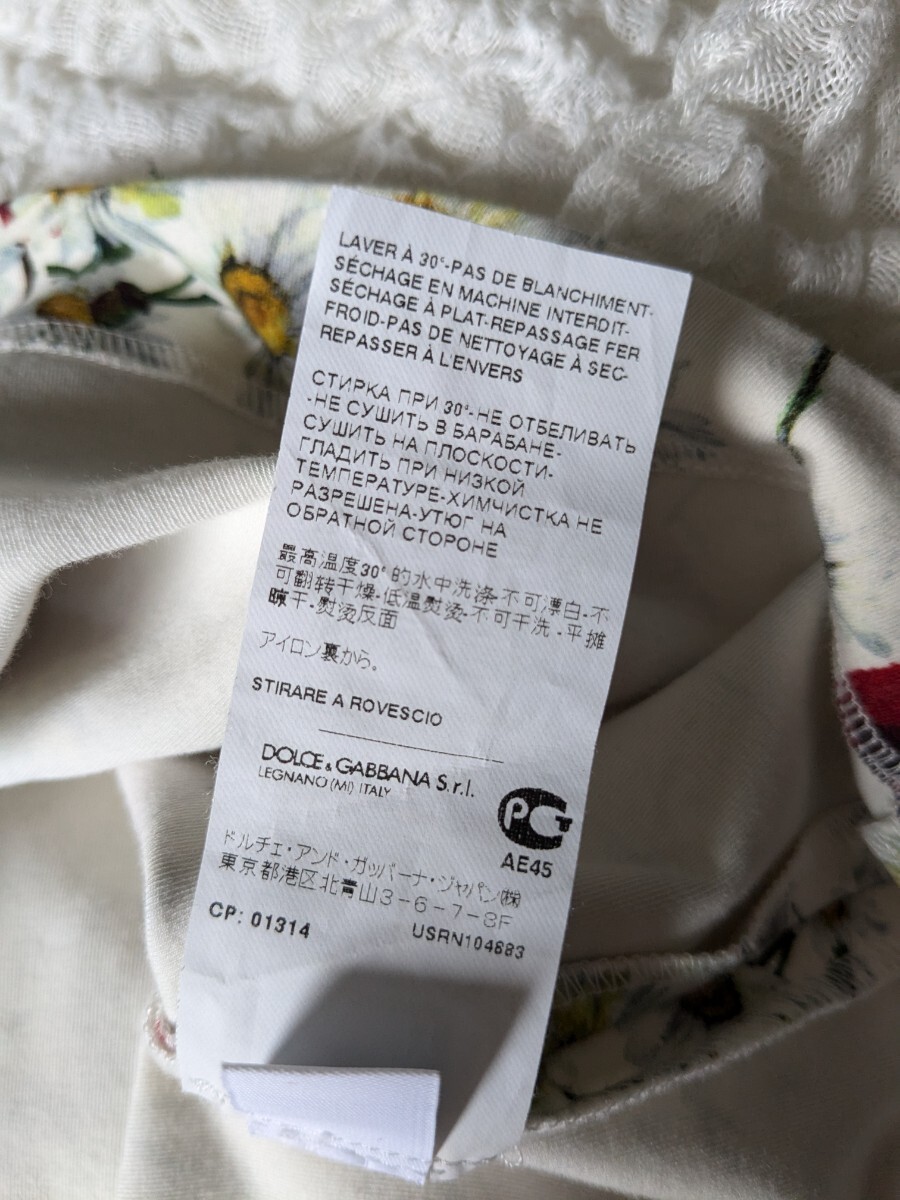 LAVER À 30°-PAS DE BLANCHIMENT-
SÉCHAGE EN MACHINE INTERDIT-
SÉCHAGE À PLAT-REPASSAGE FER
FROID-PAS DE NETTOYAGE À SEC-
REPASSER À L'ENVERS
СТИРКА ПРИ 30°-НЕ ОТБЕЛИВАТЬ
-НЕ СУШИТЬ В БАРАБАНЕ-
СУШИТЬ НА ПЛОСКОСТИ-
ГЛАДИТЬ ПРИ НИЗКОЙ
ТЕМПЕРАТУРЕ-ХИМЧИСТКА НЕ
РАЗРЕШЕНА-УТЮГ НА
ОБРАТНОЙ СТОРОНЕ
最高温度30°的水中洗涤-不可漂白-不
可翻转干燥-低温熨烫-不可干洗-平摊
晾干-熨烫反面
アイロン裏から。
STIRARE A ROVESCIO
DOLCE & GABBANA S.r.l.
LEGNANO (MI) ITALY
РСТ
AE45
ドルチェ・アンド・ガッバーナ・ジャパン㈱
東京都港区北青山3-6-7-8F
CP: 01314
USRN104683